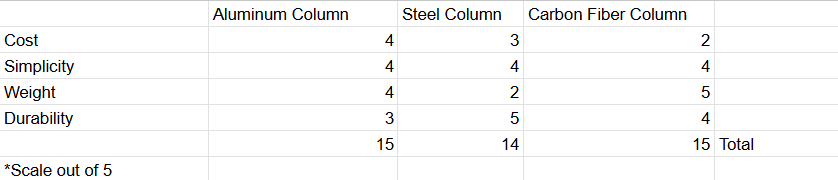 Aluminum Column Steel Column Carbon Fiber Column
Cost 4 3 2
Simplicity 4 4 4
Weight 4 2 5
Durability 3 5 4
15 14 15 Total
*Scale out of 5